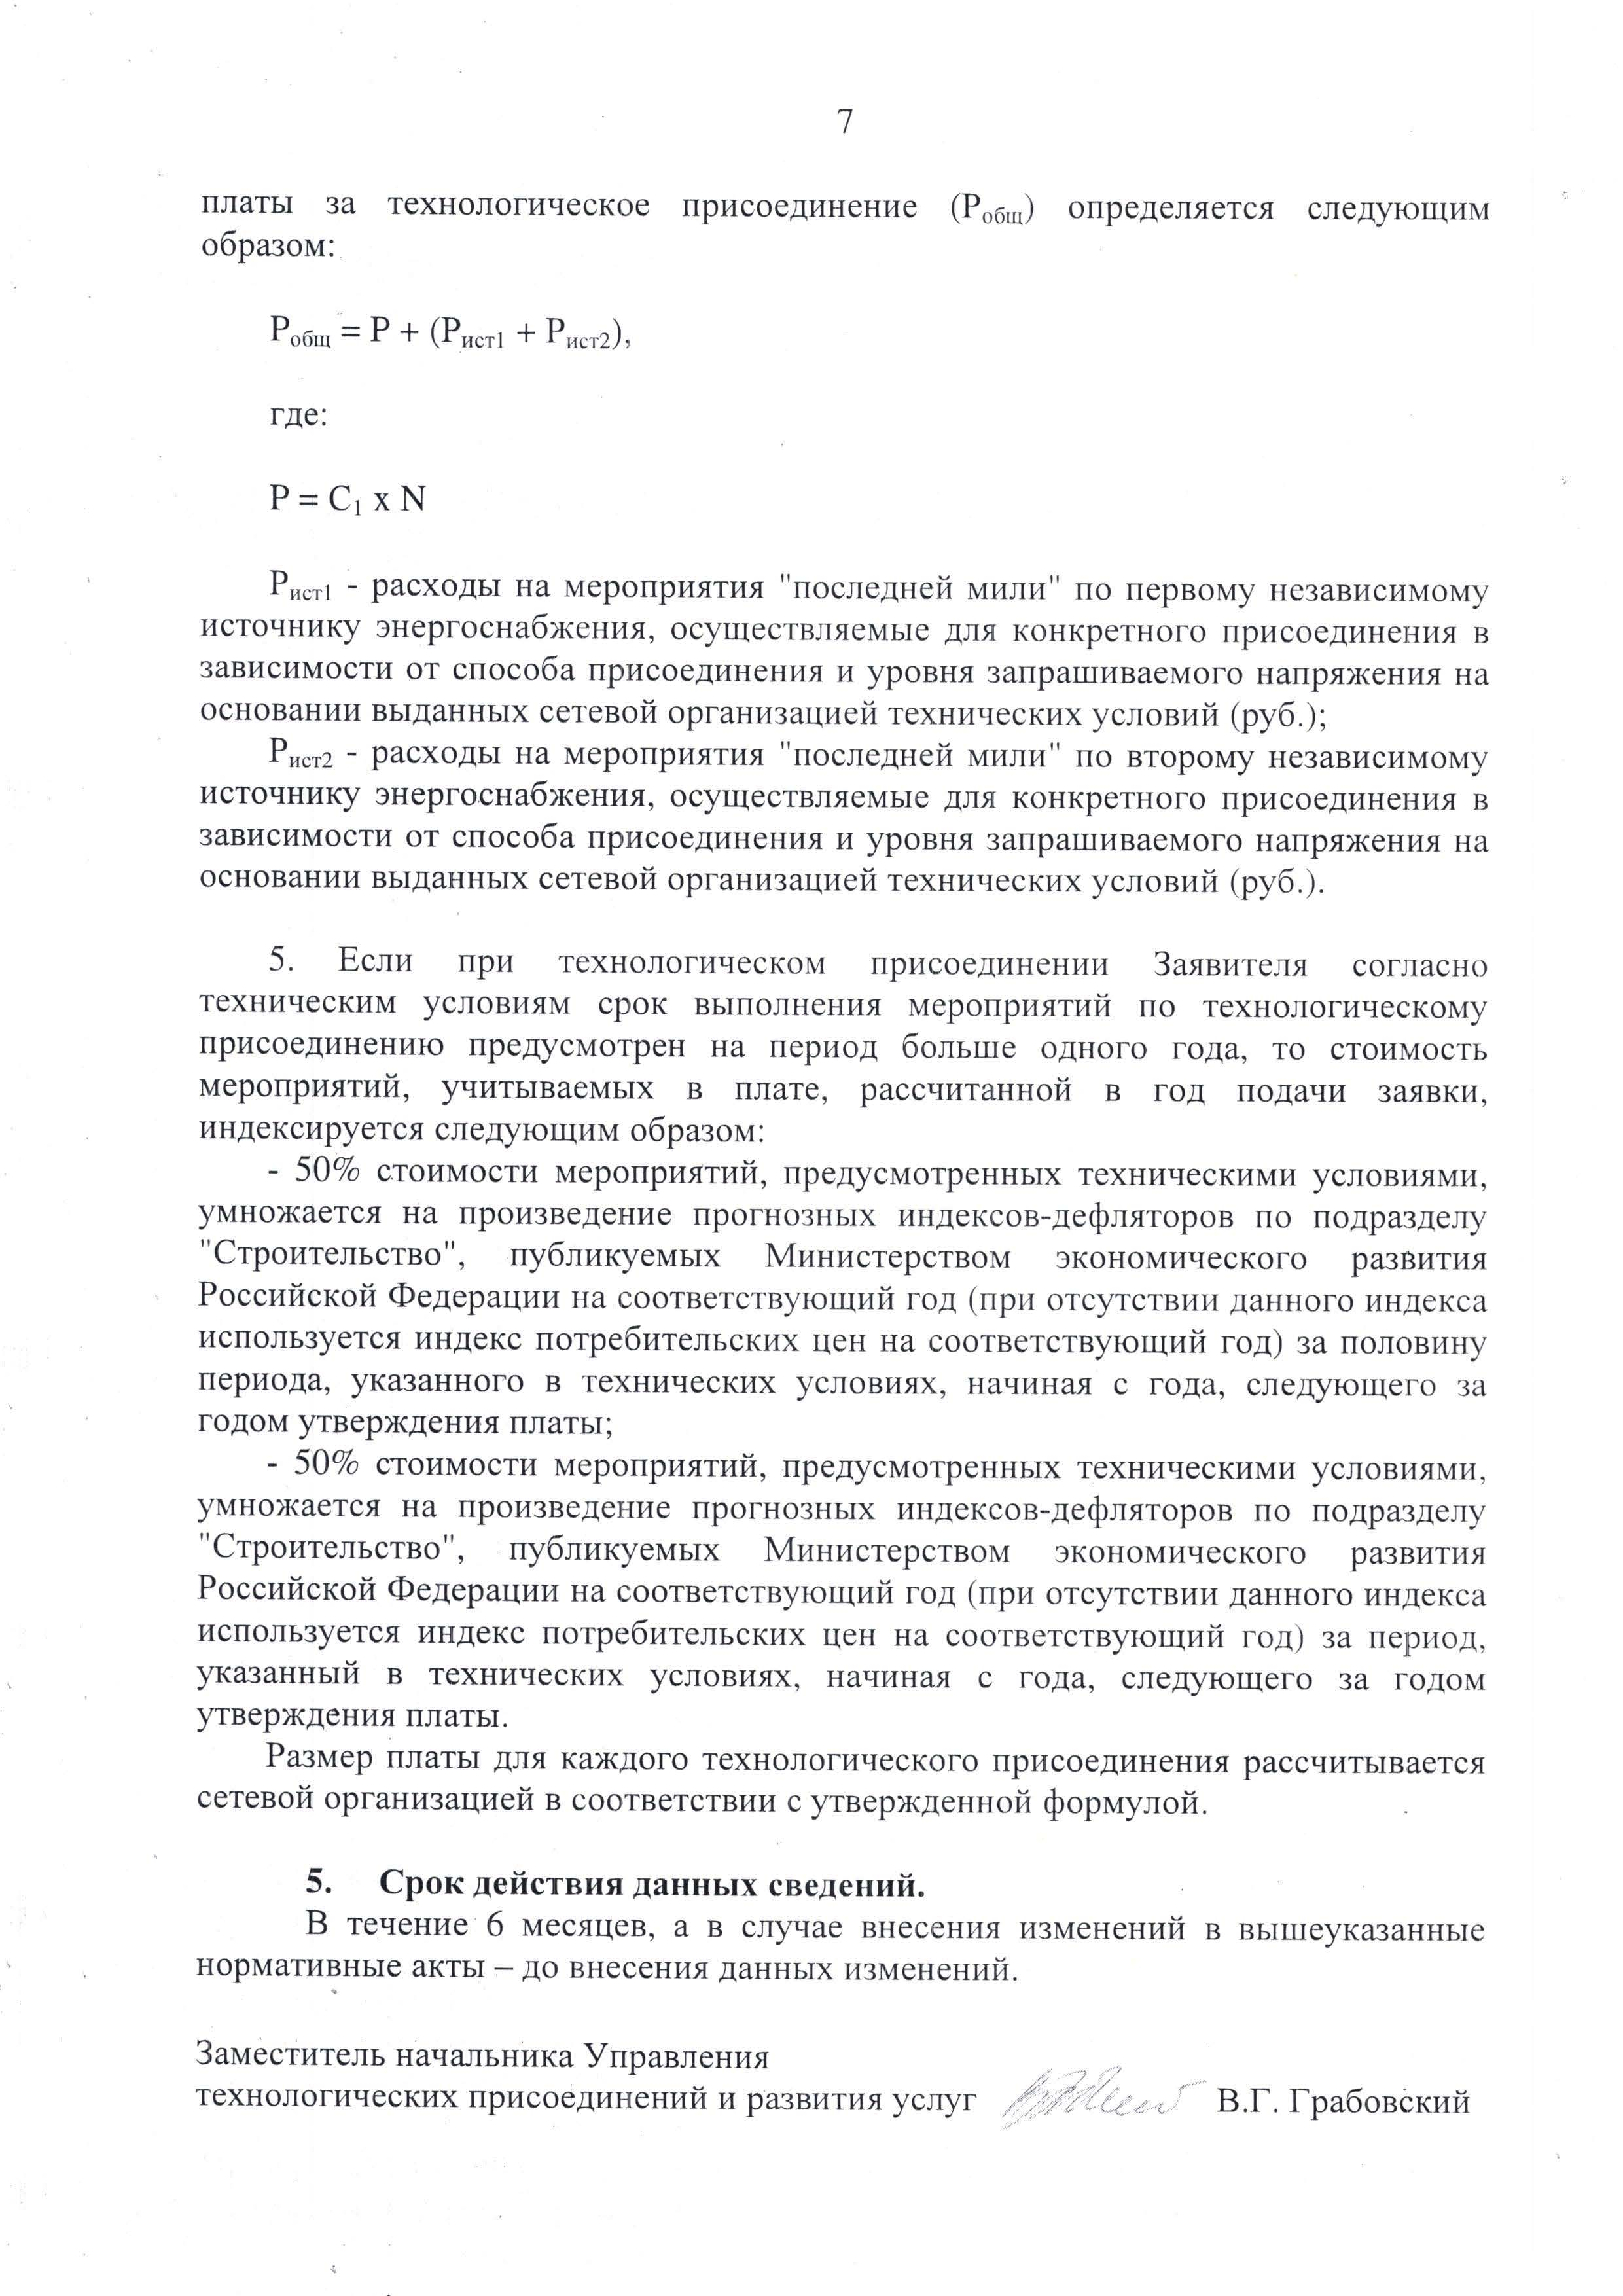 7
платы за технологическое присоединение (Робщ) определяется следующим
образом:
Робщ = Р + (Рист1 + Рист2),
где:
Р = С1 х N
Рист1 - расходы на мероприятия "последней мили" по первому независимому
источнику энергоснабжения, осуществляемые для конкретного присоединения в
зависимости от способа присоединения и уровня запрашиваемого напряжения на
основании выданных сетевой организацией технических условий (руб.);
Рист2 - расходы на мероприятия "последней мили" по второму независимому
источнику энергоснабжения, осуществляемые для конкретного присоединения в
зависимости от способа присоединения и уровня запрашиваемого напряжения на
основании выданных сетевой организацией технических условий (руб.).
5. Если при технологическом присоединении Заявителя согласно
техническим условиям срок выполнения мероприятий по технологическому
присоединению предусмотрен на период больше одного года, то стоимость
мероприятий, учитываемых в плате, рассчитанной в год подачи заявки,
индексируется следующим образом:
- 50% стоимости мероприятий, предусмотренных техническими условиями,
умножается на произведение прогнозных индексов-дефляторов по подразделу
"Строительство", публикуемых Министерством экономического развития
Российской Федерации на соответствующий год (при отсутствии данного индекса
используется индекс потребительских цен на соответствующий год) за половину
периода, указанного в технических условиях, начиная с года, следующего за
годом утверждения платы;
- 50% стоимости мероприятий, предусмотренных техническими условиями,
умножается на произведение прогнозных индексов-дефляторов по подразделу
"Строительство", публикуемых Министерством экономического развития
Российской Федерации на соответствующий год (при отсутствии данного индекса
используется индекс потребительских цен на соответствующий год) за период,
указанный в технических условиях, начиная с года, следующего за годом
утверждения платы.
Размер платы для каждого технологического присоединения рассчитывается
сетевой организацией в соответствии с утвержденной формулой.
5. Срок действия данных сведений.
В течение 6 месяцев, а в случае внесения изменений в вышеуказанные
нормативные акты – до внесения данных изменений.
Заместитель начальника Управления
технологических присоединений и развития услуг В.Г. Грабовский